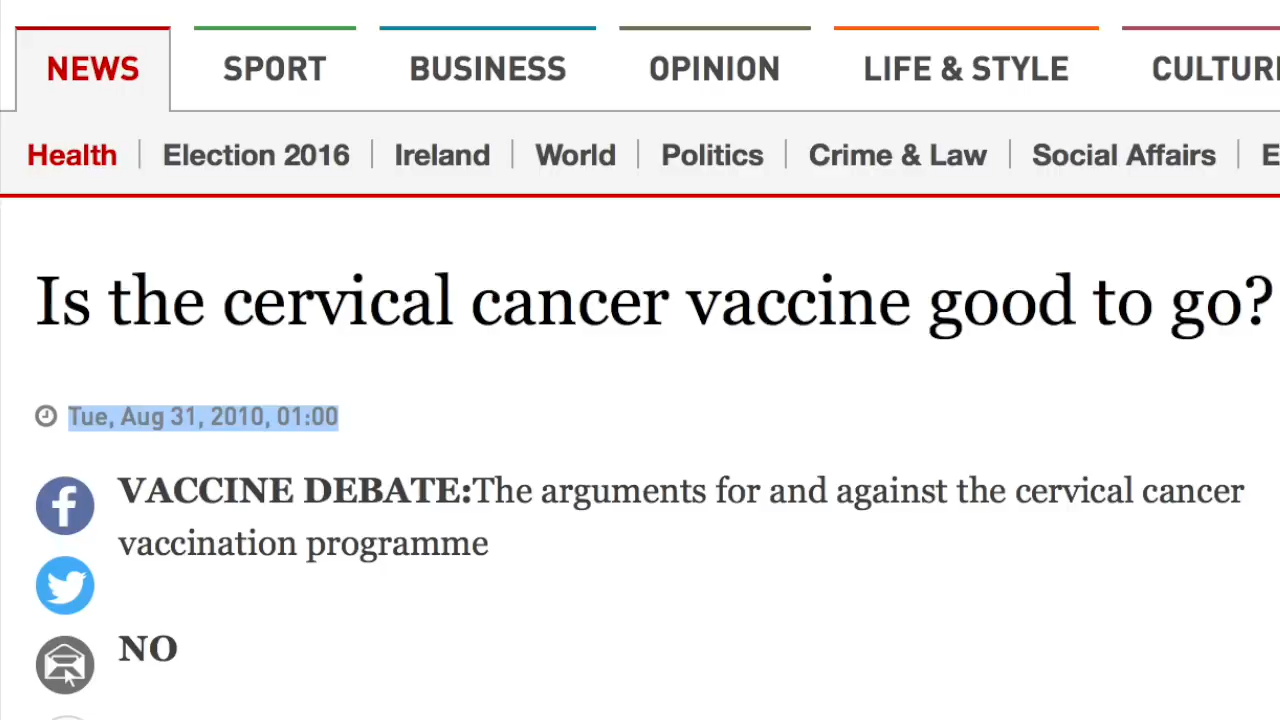 NEWS SPORT BUSINESS OPINION LIFE & STYLE
Health Election 2016 Ireland World Politics Crime & Law Social Affairs
Is the cervical cancer vaccine good to go?
Tue, Aug 31, 2010, 01:00
VACCINE DEBATE:The arguments for and against the cervical cancer
vaccination programme
NO